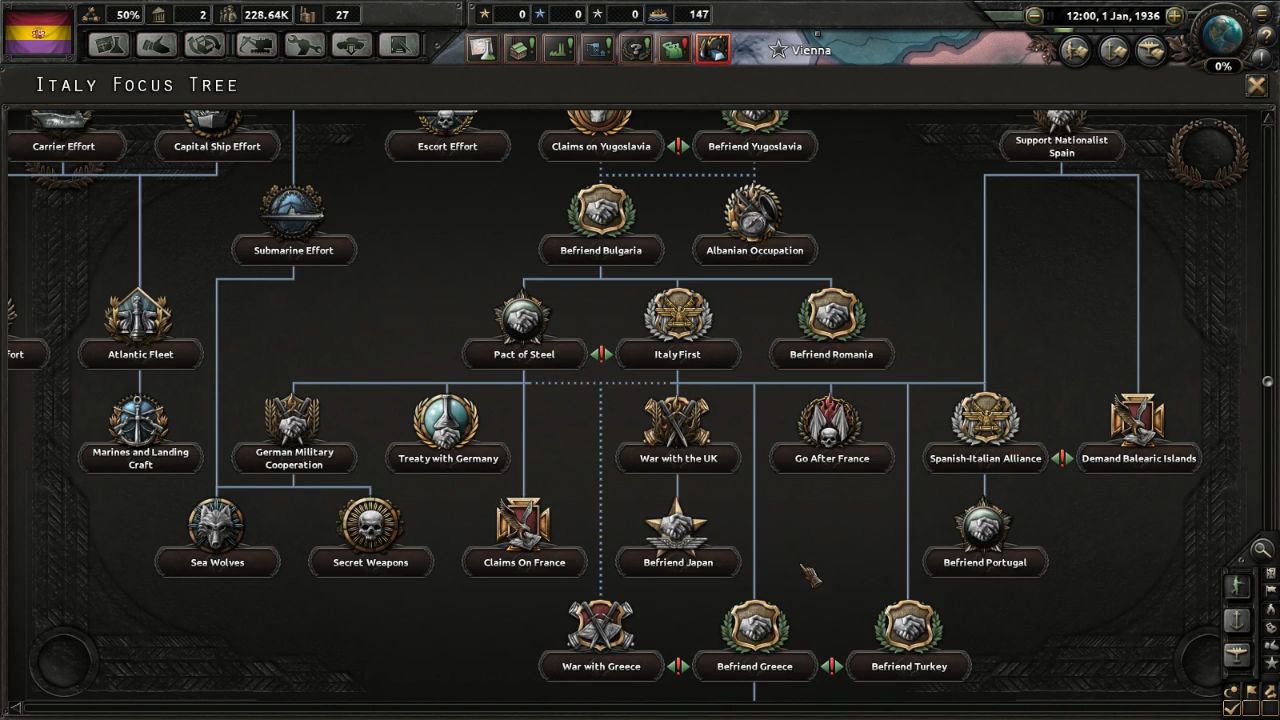 50%
2
228.64K
27
0
0
0
147
12:00, 1 Jan, 1936
Vienna
0%
Italy Focus Tree
Carrier Effort
Capital Ship Effort
Escort Effort
Claims on Yugoslavia
Befriend Yugoslavia
Support Nationalist
Spain
Submarine Effort
Befriend Bulgaria
Albanian Occupation
fort
Atlantic Fleet
Pact of Steel
Italy First
Befriend Romania
Marines and Landing
Craft
German Military
Cooperation
Treaty with Germany
War with the UK
Go After France
Spanish-Italian Alliance
Demand Balearic Islands
Sea Wolves
Secret Weapons
Claims On France
Befriend Japan
Befriend Portugal
War with Greece
Befriend Greece
Befriend Turkey